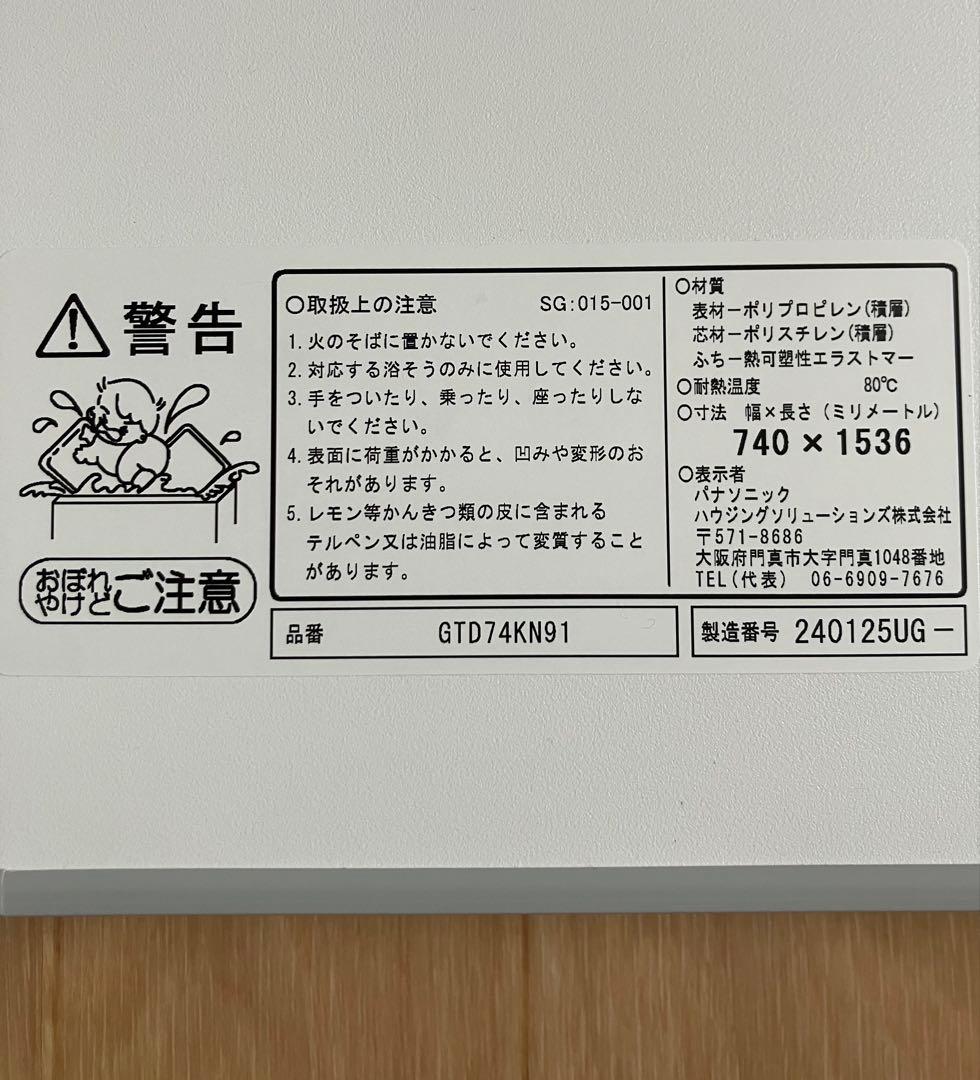 警告
おぼれ
やけど
ご注意
○取扱上の注意 SG:015-001
1. 火のそばに置かないでください。
2. 対応する浴そうのみに使用してください。
3. 手をついたり、乗ったり、座ったりしな
いでください。
4. 表面に荷重がかかると、凹みや変形のお
それがあります。
5. レモン等かんきつ類の皮に含まれる
テルペン又は油脂によって変質すること
があります。
○材質
表材ーポリプロピレン(積層)
芯材ーポリスチレン(積層)
ふちー熱可塑性エラストマー
○耐熱温度 80℃
○寸法 幅×長さ(ミリメートル)
740 × 1536
○表示者
パナソニック
ハウジングソリューションズ株式会社
〒571-8686
大阪府門真市大字門真1048番地
TEL(代表) 06-6909-7676
品番 GTD74KN91
製造番号 240125UG−